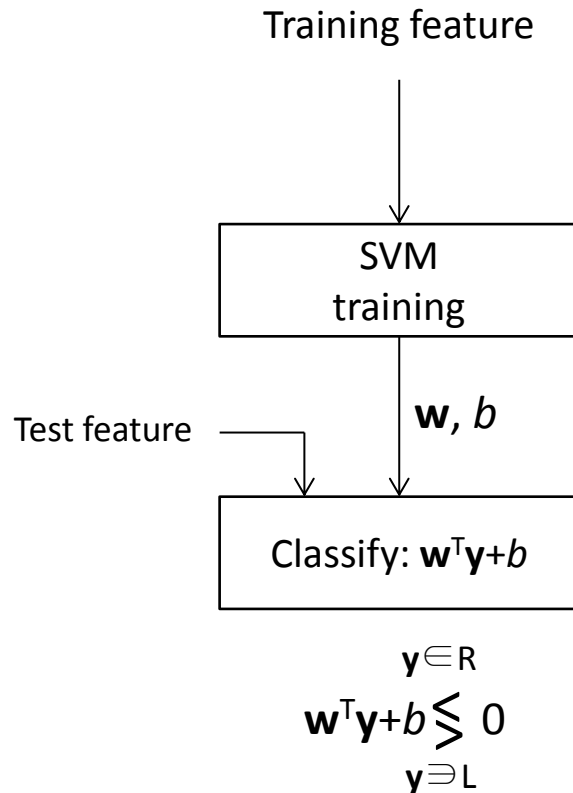 Training feature
SVM
training
w, b
Test feature
Classify: wᵀy+b
y∈R
wᵀy+b≶0
y∋L